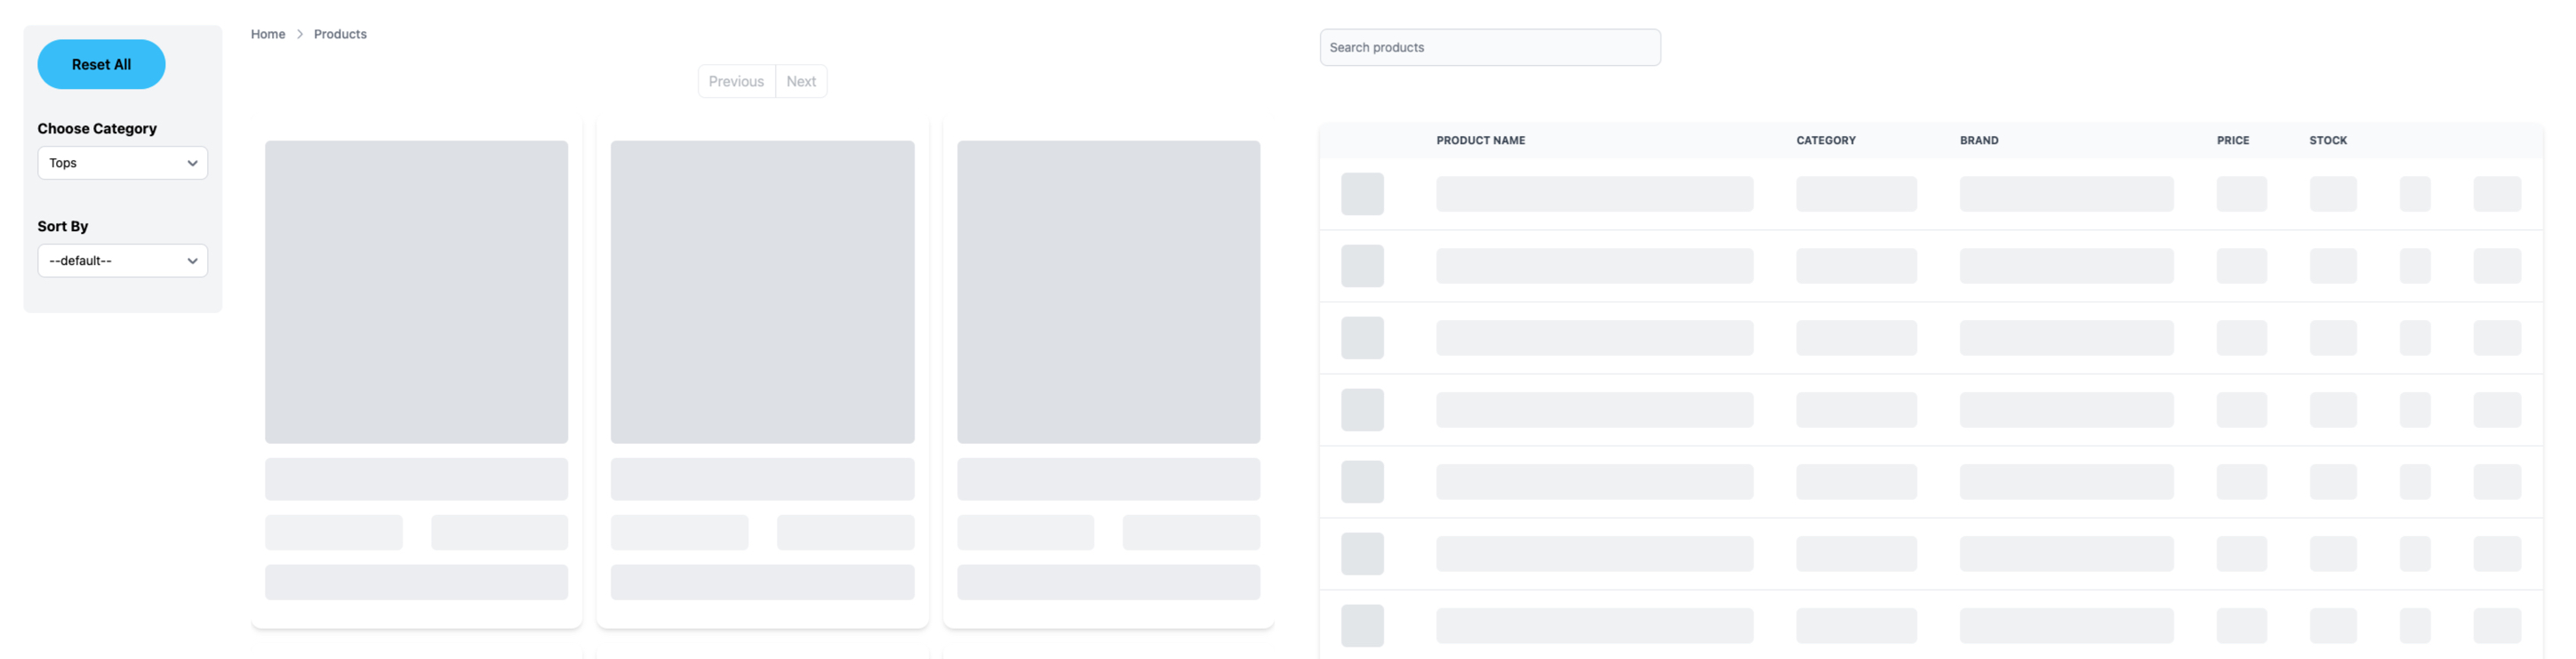 Reset All
Choose Category
Tops
Sort By
--default--
Home > Products
Previous Next
Search products
PRODUCT NAME CATEGORY BRAND PRICE STOCK